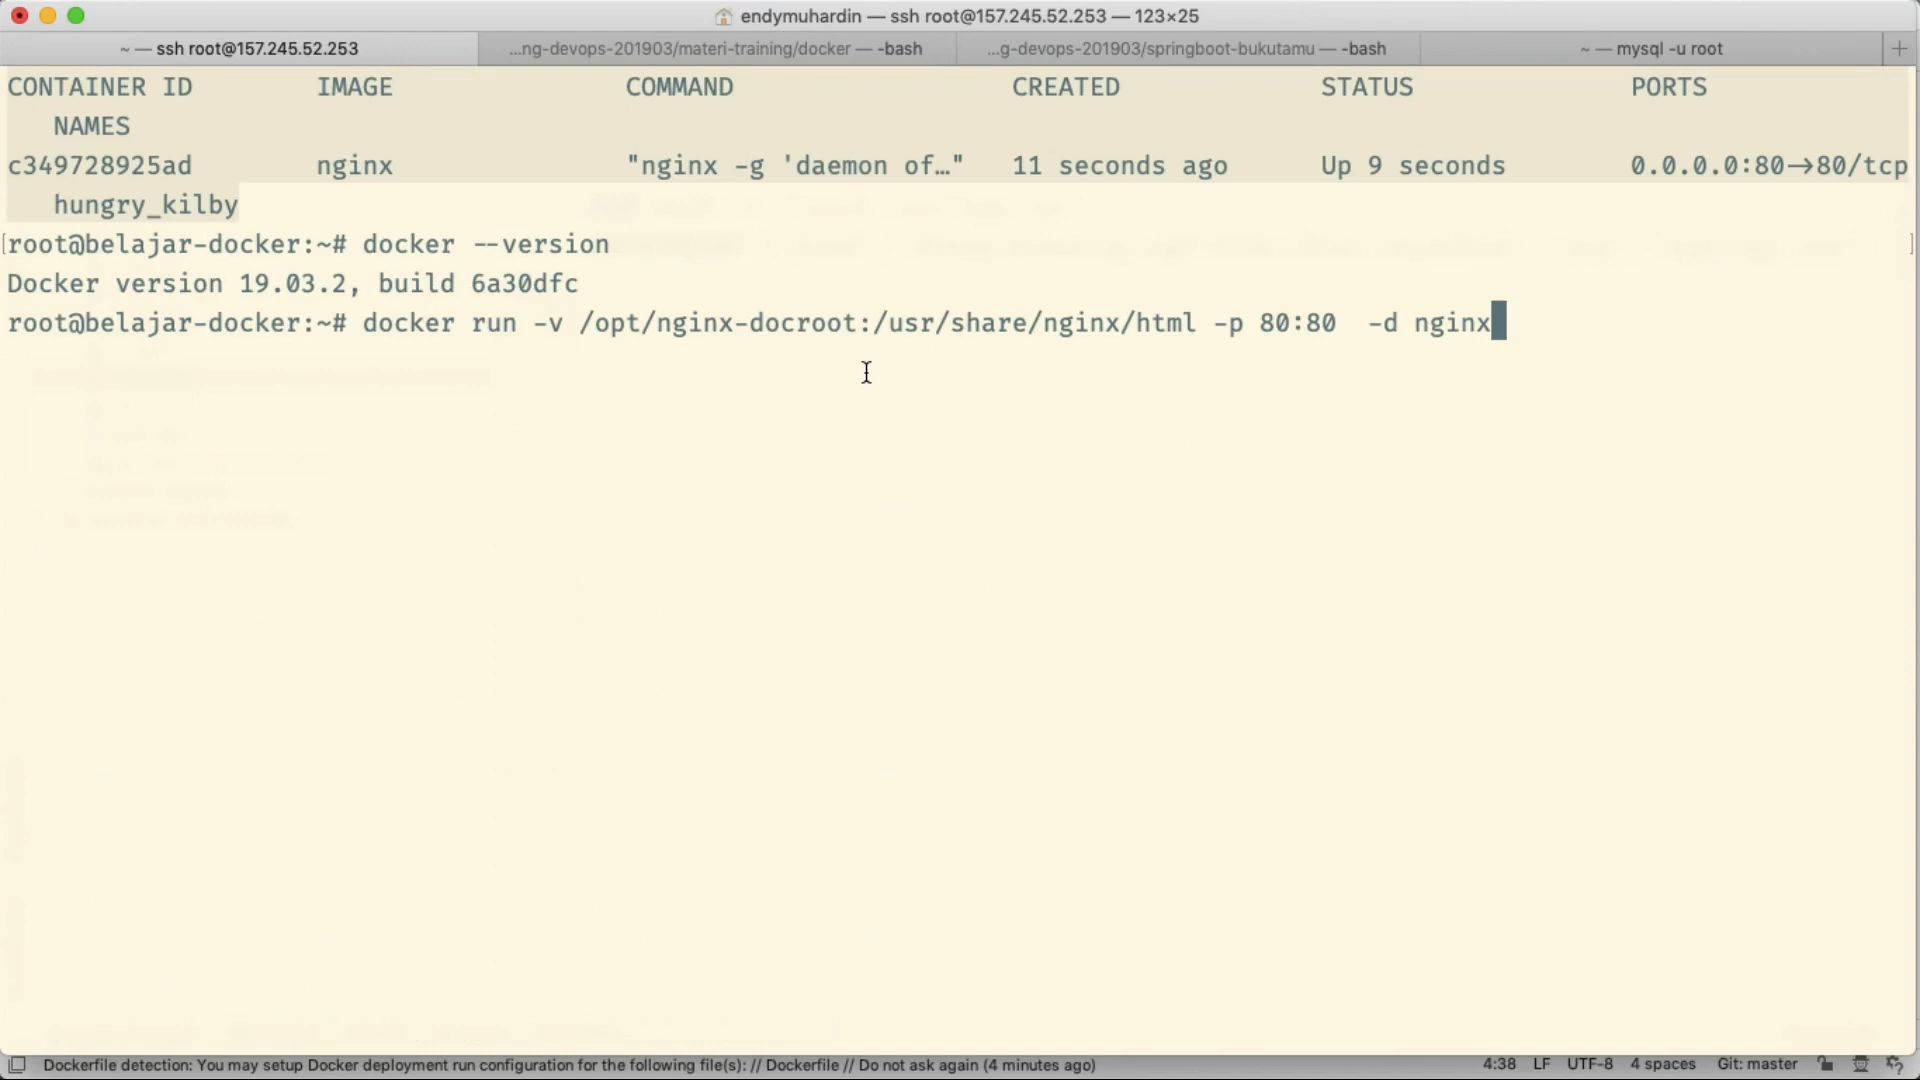 endymuhardin — ssh root@157.245.52.253 — 123×25
~ — ssh root@157.245.52.253 ...ng-devops-201903/materi-training/docker — -bash ...g-devops-201903/springboot-bukutamu — -bash ~ — mysql -u root +
CONTAINER ID IMAGE COMMAND CREATED STATUS PORTS
NAMES
c349728925ad nginx "nginx -g 'daemon of…" 11 seconds ago Up 9 seconds 0.0.0.0:80->80/tcp
hungry_kilby
[root@belajar-docker:~# docker --version ]
Docker version 19.03.2, build 6a30dfc
root@belajar-docker:~# docker run -v /opt/nginx-docroot:/usr/share/nginx/html -p 80:80  -d nginx
Dockerfile detection: You may setup Docker deployment run configuration for the following file(s): // Dockerfile // Do not ask again (4 minutes ago) 4:38 LF UTF-8 4 spaces Git: master